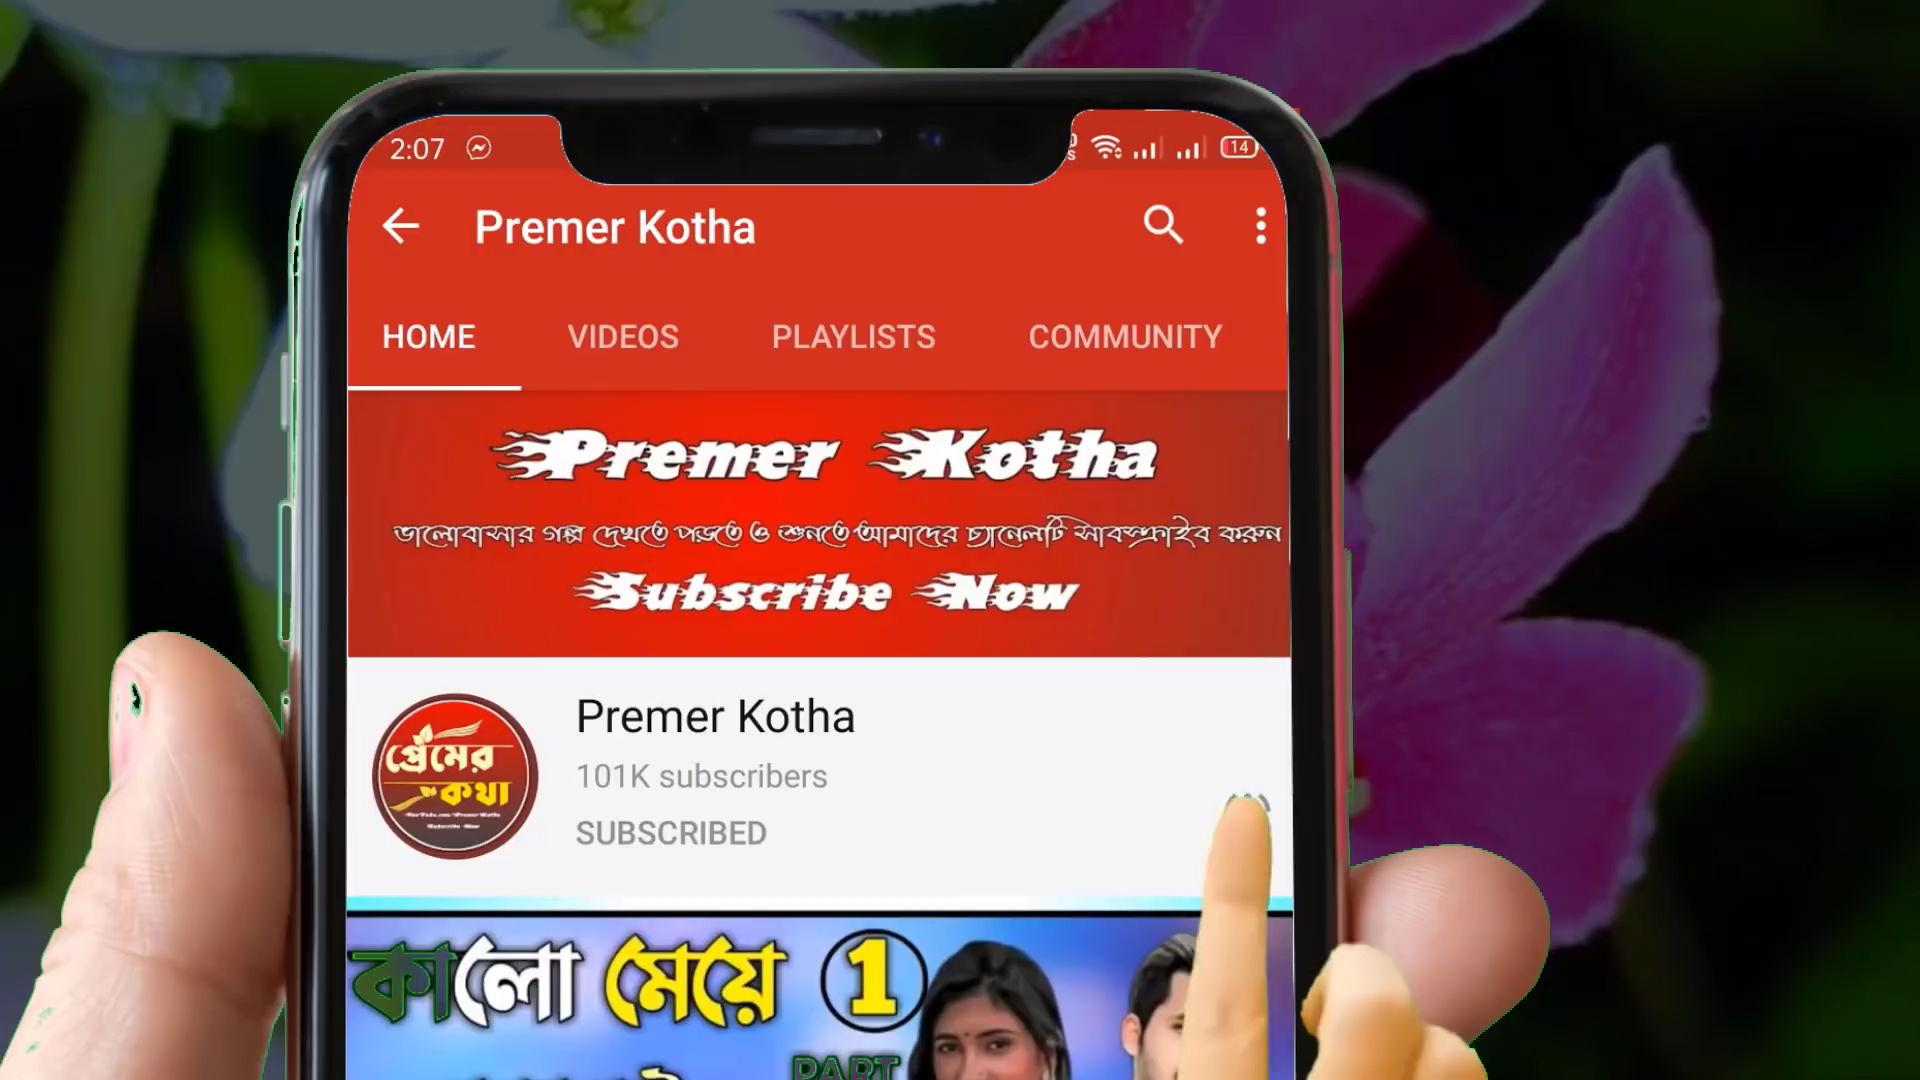 2:07
14
Premer Kotha
HOME VIDEOS PLAYLISTS COMMUNITY
Premer Kotha
ভালোবাসার গল্প দেখতে পড়তে ও শুনতে আমাদের চ্যানেলটি সাবস্ক্রাইব করুন
Subscribe Now
প্রেমের
কথা
Premer Kotha
101K subscribers
SUBSCRIBED
কালো মেয়ে 1
PART